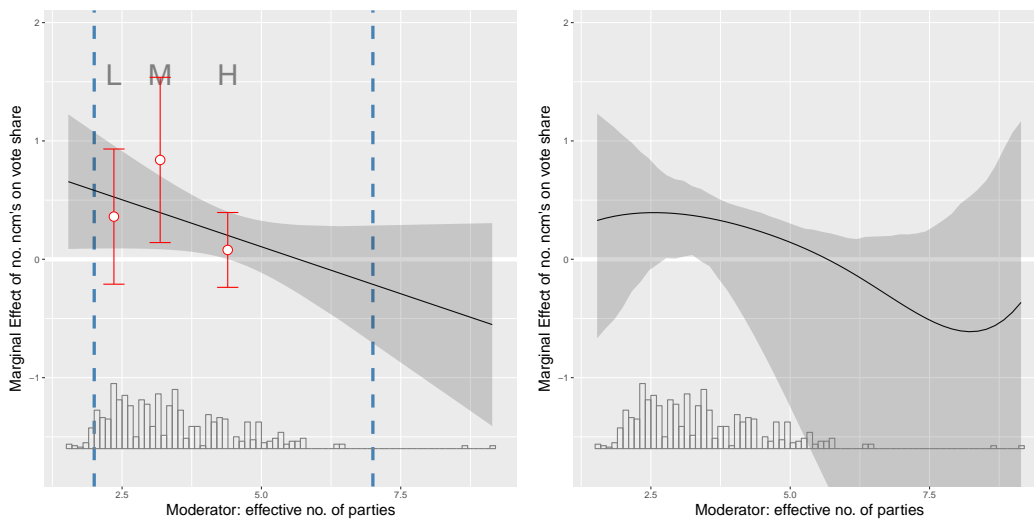 2
1
0
−1
Marginal Effect of no. ncm's on vote share
L M H
2.5 5.0 7.5
Moderator: effective no. of parties
2
1
0
−1
Marginal Effect of no. ncm's on vote share
2.5 5.0 7.5
Moderator: effective no. of parties